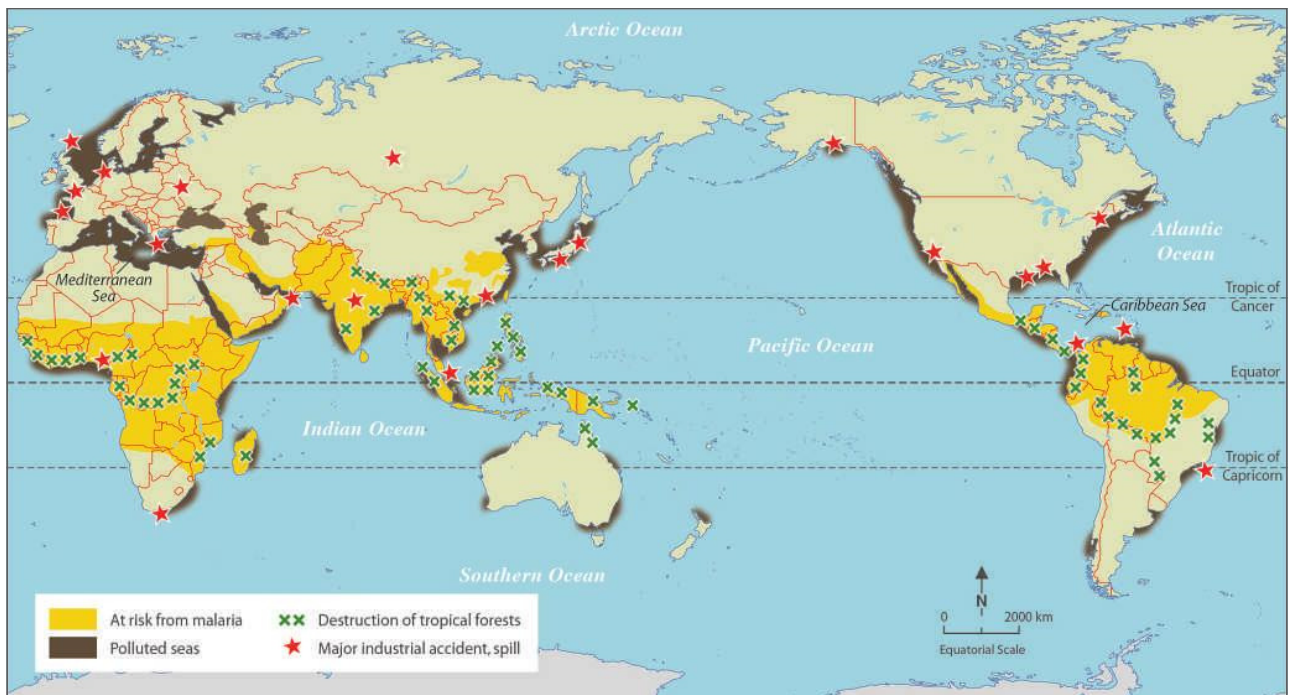 Arctic Ocean
Atlantic
Ocean
Mediterranean
Sea
Tropic of
Cancer
Caribbean Sea
Pacific Ocean
Equator
Indian Ocean
Tropic of
Capricorn
Southern Ocean
N
0 2000 km
Equatorial Scale
At risk from malaria
Polluted seas
Destruction of tropical forests
Major industrial accident, spill